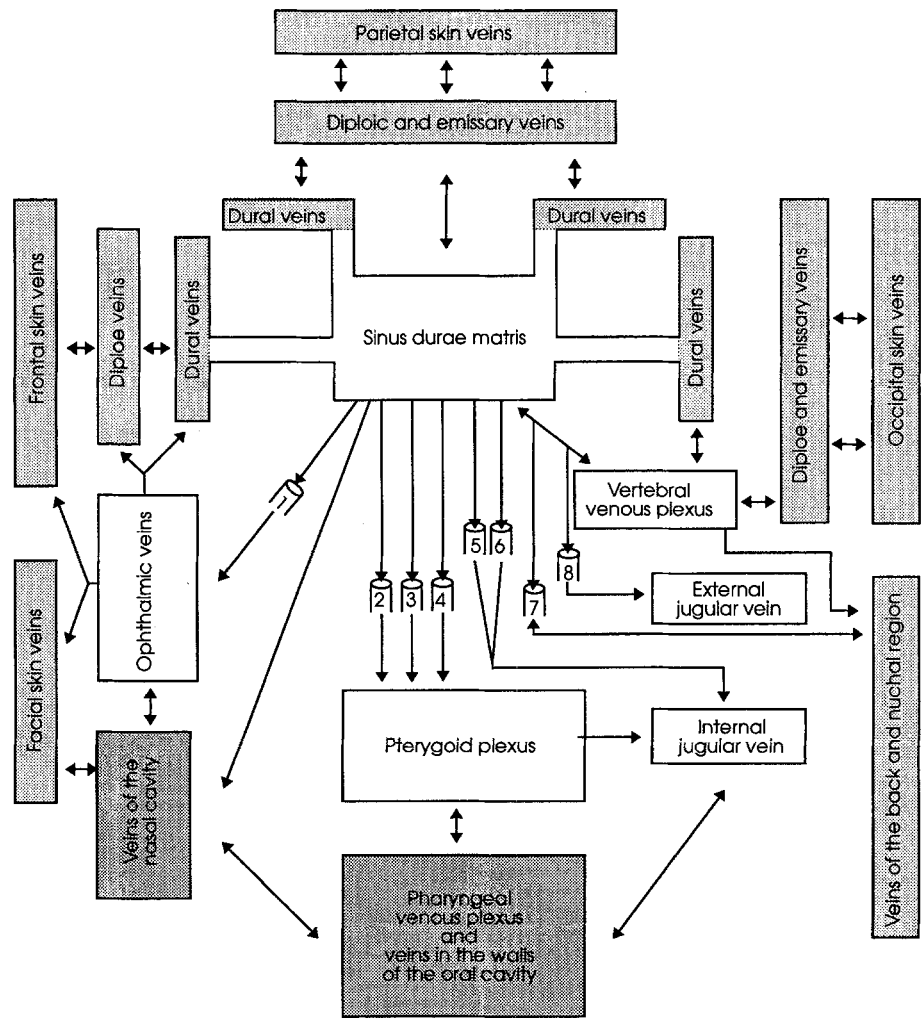 Parietal skin veins
Diploic and emissary veins
Dural veins
Dural veins
Frontal skin veins
Diploe veins
Dural veins
Sinus durae matris
Dural veins
Diploe and emissary veins
Occipital skin veins
Vertebral
venous plexus
1
5
6
2
3
4
7
8
External
jugular vein
Ophthalmic veins
Facial skin veins
Veins of the
nasal cavity
Pterygoid plexus
Internal
jugular vein
Veins of the back and nuchal region
Pharyngeal
venous plexus
and
veins in the walls
of the oral cavity